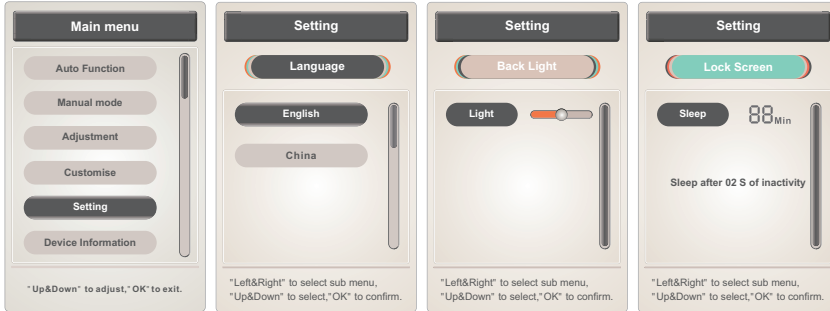 Main menu
Auto Function
Manual mode
Adjustment
Customise
Setting
Device Information
"Up&Down" to adjust,"OK" to exit.
Setting
Language
English
China
"Left&Right" to select sub menu,
"Up&Down" to select,"OK" to confirm.
Setting
Back Light
Light
"Left&Right" to select sub menu,
"Up&Down" to select,"OK" to confirm.
Setting
Lock Screen
Sleep 88 Min
Sleep after 02 S of inactivity
"Left&Right" to select sub menu,
"Up&Down" to select,"OK" to confirm.